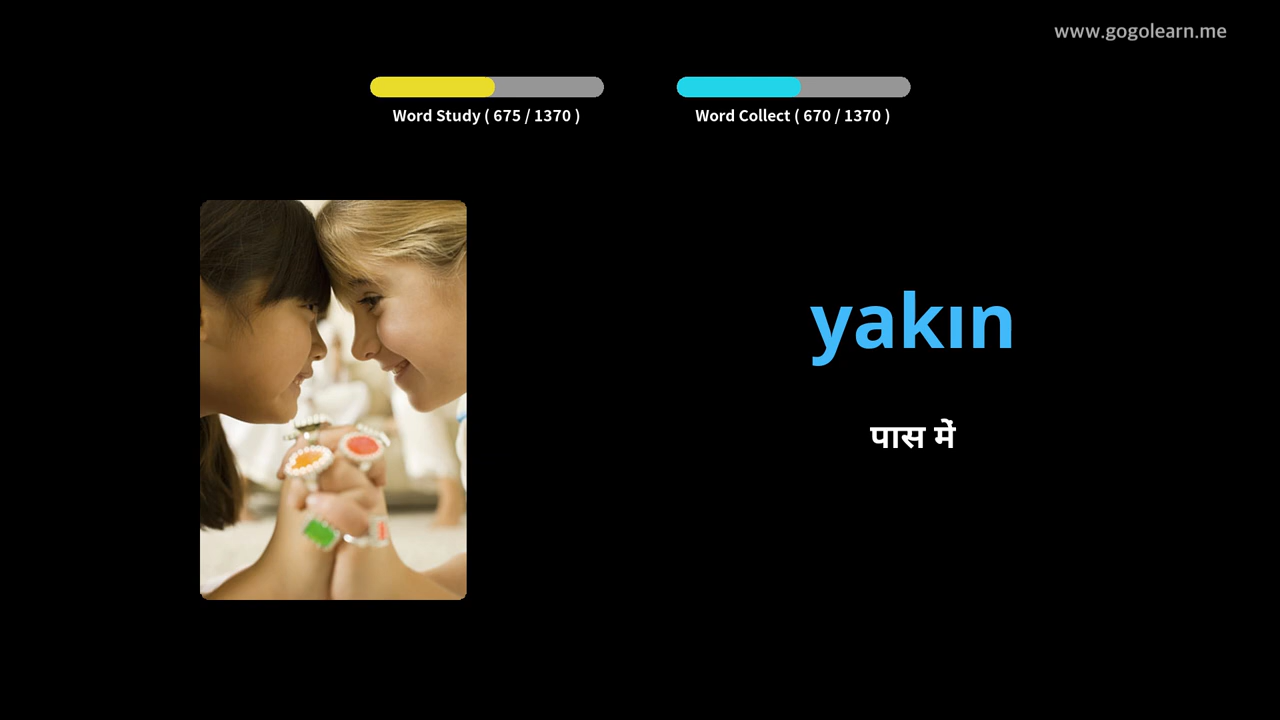 www.gogolearn.me
Word Study ( 675 / 1370 )
Word Collect ( 670 / 1370 )
yakın
पास में